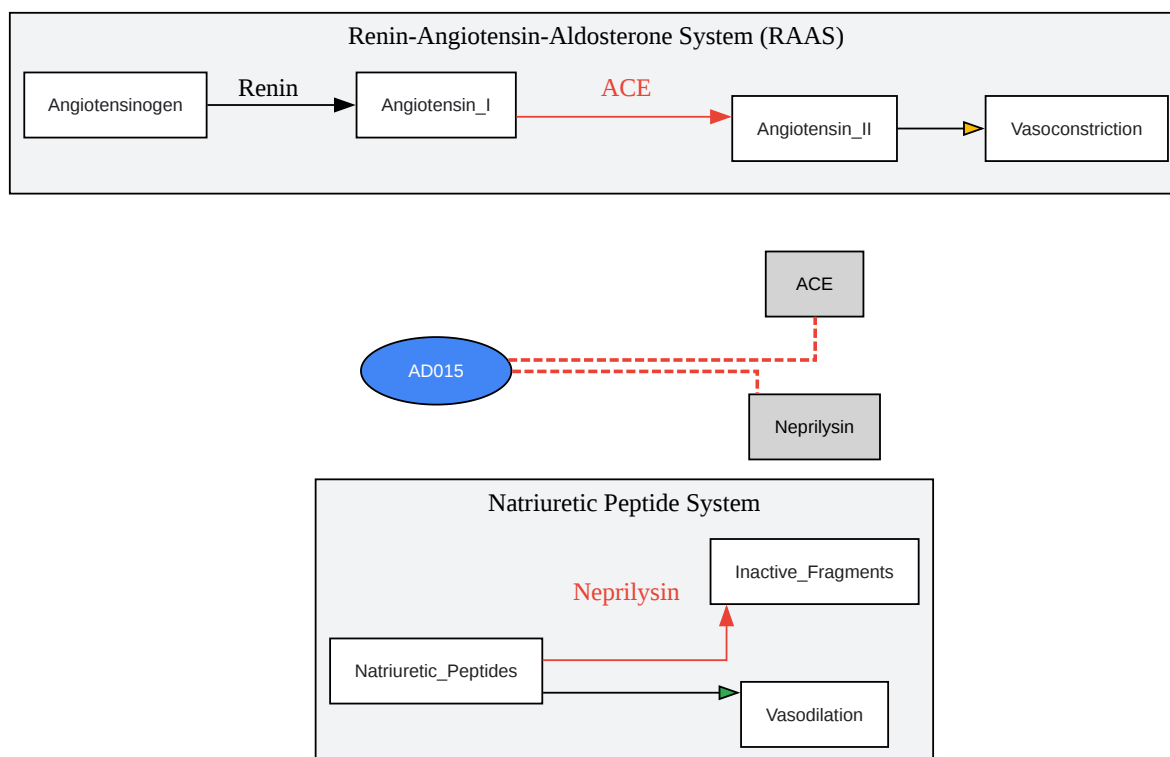 Renin-Angiotensin-Aldosterone System (RAAS)
Angiotensinogen
Renin
Angiotensin_I
ACE
Angiotensin_II
Vasoconstriction
ACE
AD015
Neprilysin
Natriuretic Peptide System
Inactive_Fragments
Neprilysin
Natriuretic_Peptides
Vasodilation